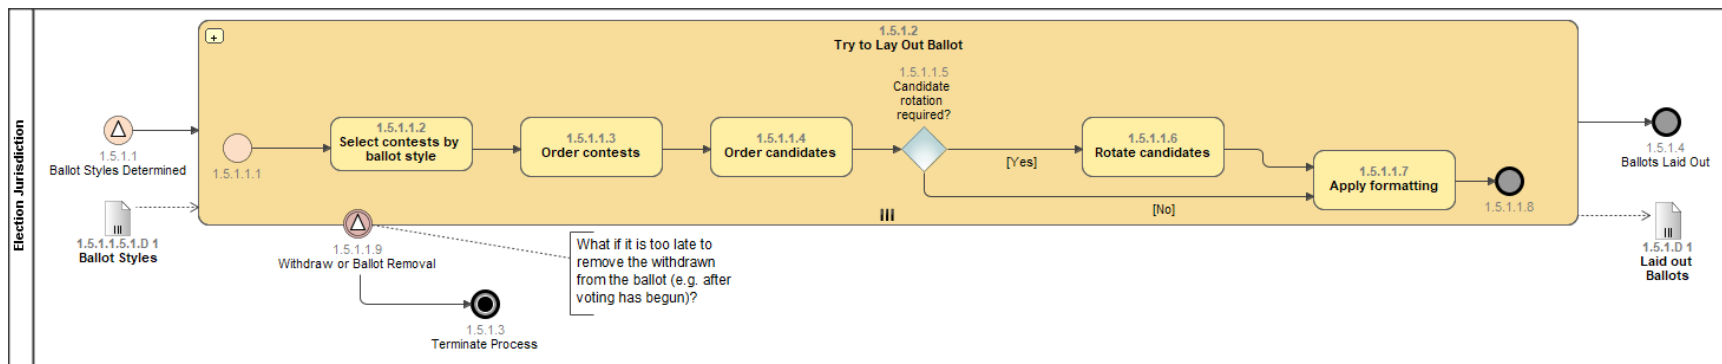 Election Jurisdiction
1.5.1.2
Try to Lay Out Ballot
1.5.1.1
Ballot Styles Determined
1.5.1.1.5.1.D 1
Ballot Styles
1.5.1.1.1
1.5.1.1.2
Select contests by
ballot style
1.5.1.1.3
Order contests
1.5.1.1.4
Order candidates
1.5.1.1.5
Candidate
rotation
required?
[Yes]
[No]
1.5.1.1.6
Rotate candidates
1.5.1.1.7
Apply formatting
1.5.1.1.8
1.5.1.1.9
Withdraw or Ballot Removal
What if it is too late to
remove the withdrawn
from the ballot (e.g. after
voting has begun)?
1.5.1.3
Terminate Process
1.5.1.4
Ballots Laid Out
1.5.1.D 1
Laid out
Ballots